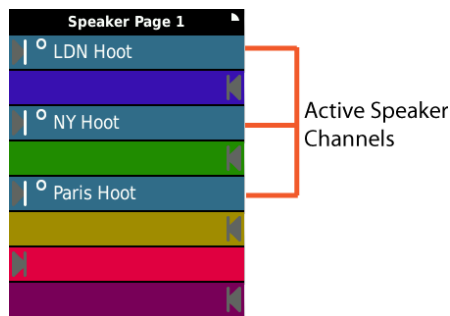 Speaker Page 1
LDN Hoot
NY Hoot
Paris Hoot
Active Speaker
Channels